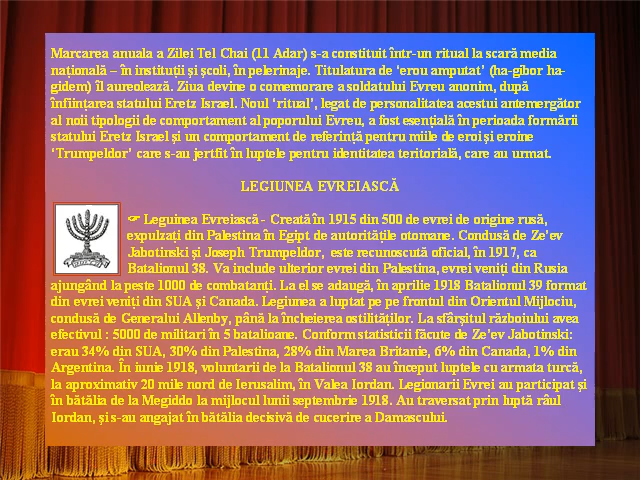 Marcarea anuala a Zilei Tel Chai (11 Adar) s-a constituit într-un ritual la scară media
națională – în instituții și școli, în pelerinaje. Titulatura de ‘erou amputat’ (ha-gibor ha-
gidem) îl aureolează. Ziua devine o comemorare a soldatului Evreu anonim, după
înființarea statului Eretz Israel. Noul ‘ritual’, legat de personalitatea acestui antemergător
al noii tipologii de comportament al poporului Evreu, a fost esențială în perioada formării
statului Eretz Israel și un comportament de referință pentru miile de eroi și eroine
‘Trumpeldor’ care s-au jertfit în luptele pentru identitatea teritorială, care au urmat.
LEGIUNEA EVREIASCĂ
☞ Leguinea Evreiască - Creată în 1915 din 500 de evrei de origine rusă,
expulzați din Palestina în Egipt de autoritățile otomane. Condusă de Ze’ev
Jabotinski și Joseph Trumpeldor, este recunoscută oficial, în 1917, ca
Batalionul 38. Va include ulterior evrei din Palestina, evrei veniți din Rusia
ajungând la peste 1000 de combatanți. La el se adaugă, în aprilie 1918 Batalionul 39 format
din evrei veniți din SUA și Canada. Legiunea a luptat pe pe frontul din Orientul Mijlociu,
condusă de Generalui Allenby, până la încheierea ostilităților. La sfârșitul războiului avea
efectivul : 5000 de militari în 5 batalioane. Conform statisticii făcute de Ze’ev Jabotinski:
erau 34% din SUA, 30% din Palestina, 28% din Marea Britanie, 6% din Canada, 1% din
Argentina. În iunie 1918, voluntarii de la Batalionul 38 au început luptele cu armata turcă,
la aproximativ 20 mile nord de Ierusalim, în Valea Iordan. Legionarii Evrei au participat și
în bătălia de la Megiddo la mijlocul lunii septembrie 1918. Au traversat prin luptă râul
Iordan, și s-au angajat în bătălia decisivă de cucerire a Damascului.